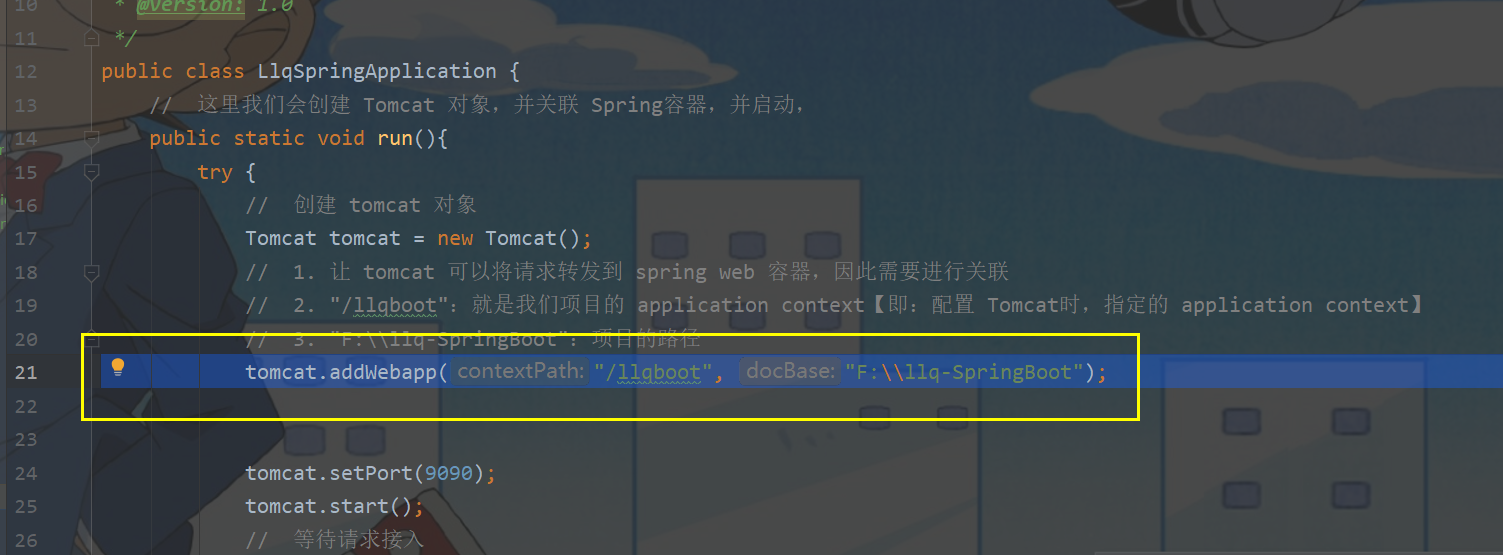 10 * @version: 1.0
11 */
12 public class LlqSpringApplication {
13 // 这里我们会创建 Tomcat 对象，并关联 Spring容器，并启动，
14 public static void run(){
15 try {
16 // 创建 tomcat 对象
17 Tomcat tomcat = new Tomcat();
18 // 1. 让 tomcat 可以将请求转发到 spring web 容器，因此需要进行关联
19 // 2. "/llqboot"：就是我们项目的 application context【即：配置 Tomcat时，指定的 application context】
20 // 3. "F:\\llq-SpringBoot"：项目的路径
21 tomcat.addWebapp( contextPath: "/llqboot", docBase: "F:\\llq-SpringBoot");
22
23
24 tomcat.setPort(9090);
25 tomcat.start();
26 // 等待请求接入